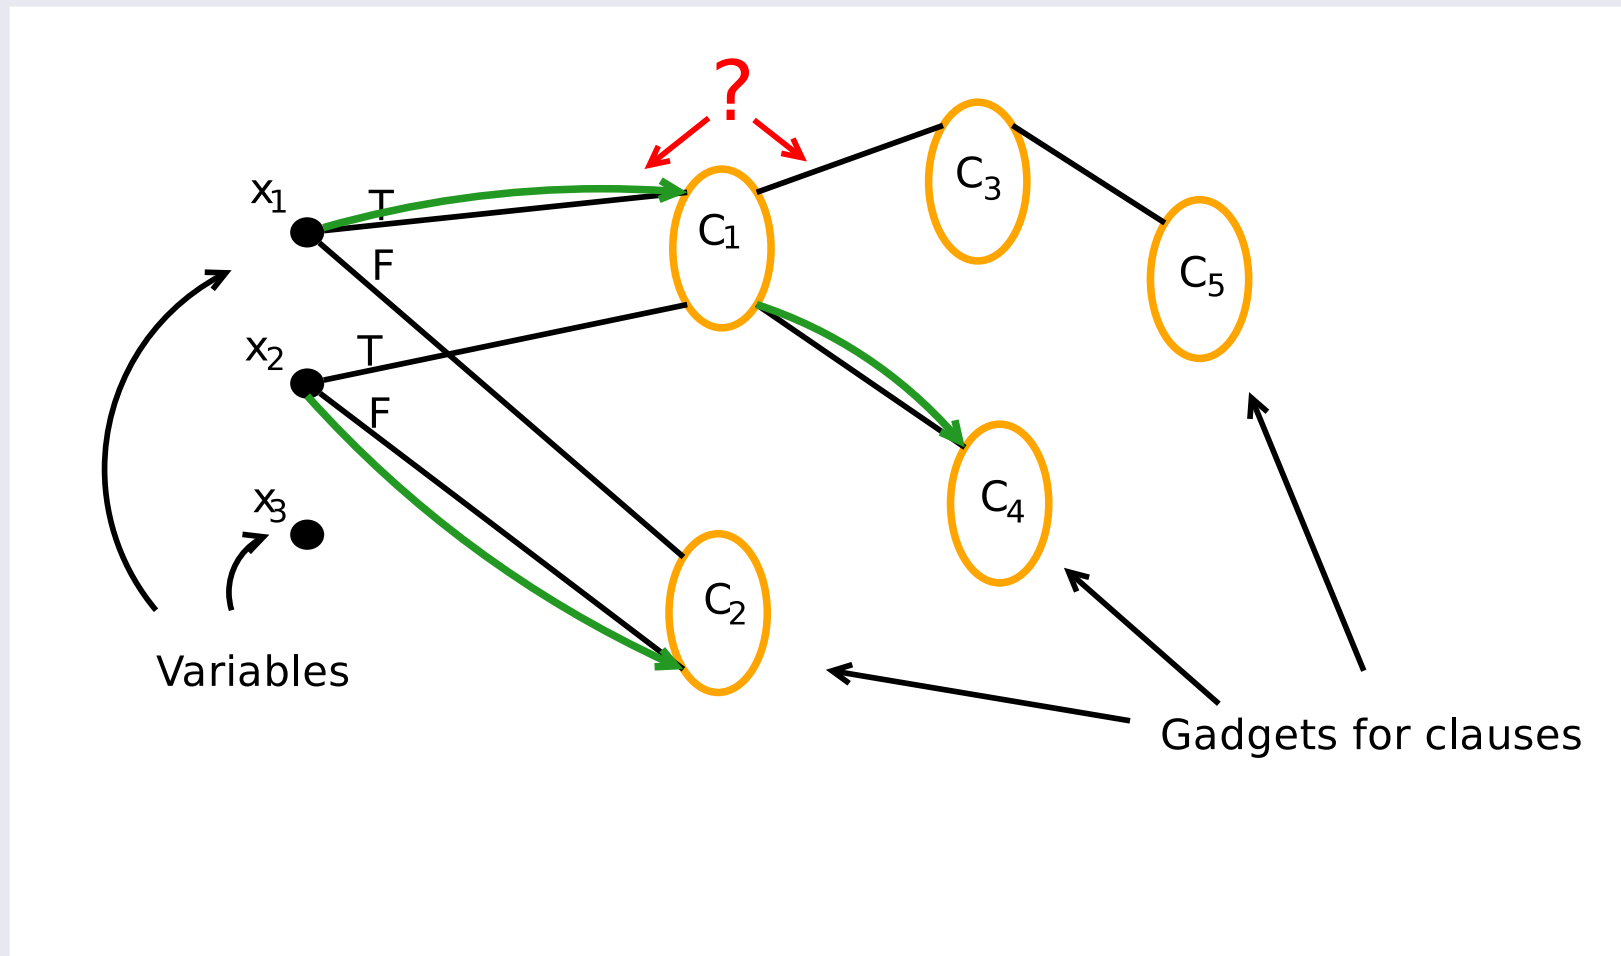 ?
x1
T
C1
C3
F
C5
x2
T
F
x3
C4
C2
Variables
Gadgets for clauses